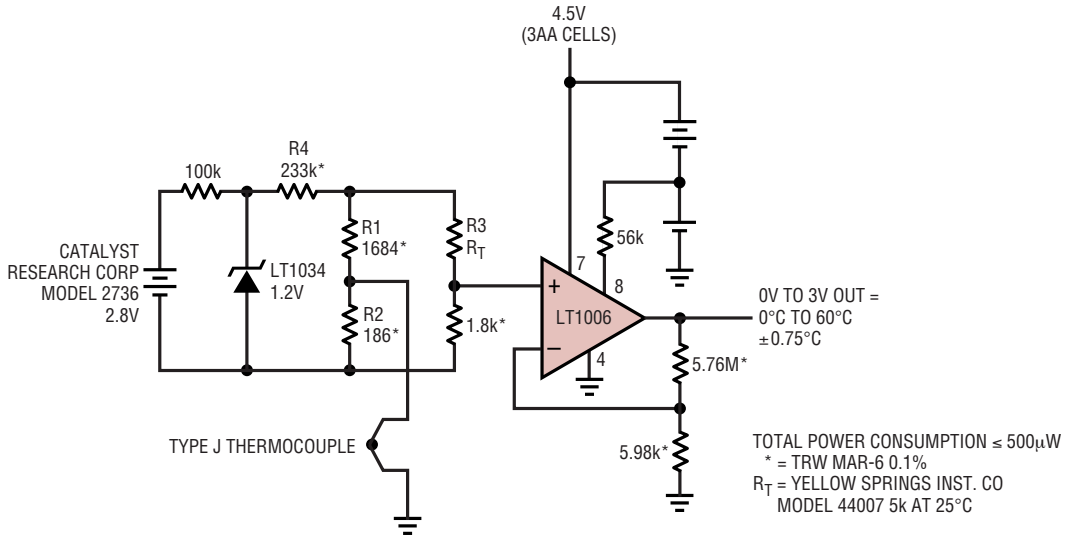 4.5V
(3AA CELLS)
R4
233k*
100k
R1
1684*
R3
RT
56k
CATALYST
RESEARCH CORP
MODEL 2736
2.8V
LT1034
1.2V
7
8
+
LT1006
–
4
R2
186*
1.8k*
0V TO 3V OUT =
0°C TO 60°C
±0.75°C
5.76M*
TYPE J THERMOCOUPLE
5.98k*
TOTAL POWER CONSUMPTION ≤ 500µW
* = TRW MAR-6 0.1%
RT = YELLOW SPRINGS INST. CO
MODEL 44007 5k AT 25°C